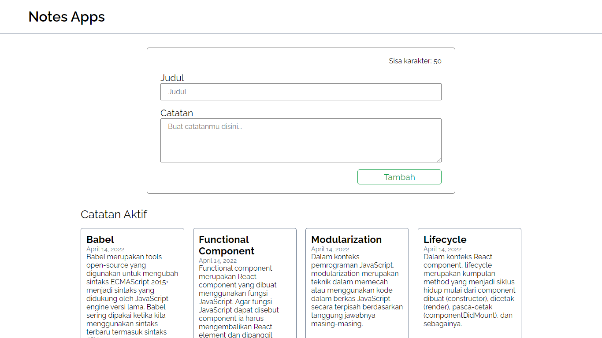 Notes Apps
Sisa karakter: 50
Judul
Judul
Catatan
Buat catatanmu disini...
Tambah
Catatan Aktif
Babel
April 14, 2022
Babel merupakan tools
open-source yang
digunakan untuk mengubah
sintaks ECMAScript 2015+
menjadi sintaks yang
didukung oleh JavaScript
engine versi lama. Babel
sering dipakai ketika kita
menggunakan sintaks
terbaru termasuk sintaks
Functional
Component
April 14, 2022
Functional component
merupakan React
component yang dibuat
menggunakan fungsi
JavaScript. Agar fungsi
JavaScript dapat disebut
component ia harus
mengembalikan React
element dan dipanggil
Modularization
April 14, 2022
Dalam konteks
pemrograman JavaScript,
modularization merupakan
teknik dalam memecah
atau menggunakan kode
dalam berkas JavaScript
secara terpisah berdasarkan
tanggung jawabnya
masing-masing.
Lifecycle
April 14, 2022
Dalam konteks React
component, lifecycle
merupakan kumpulan
method yang menjadi siklus
hidup mulai dari component
dibuat (constructor), dicetak
(render), pasca-cetak
(componentDidMount), dan
sebagainya.